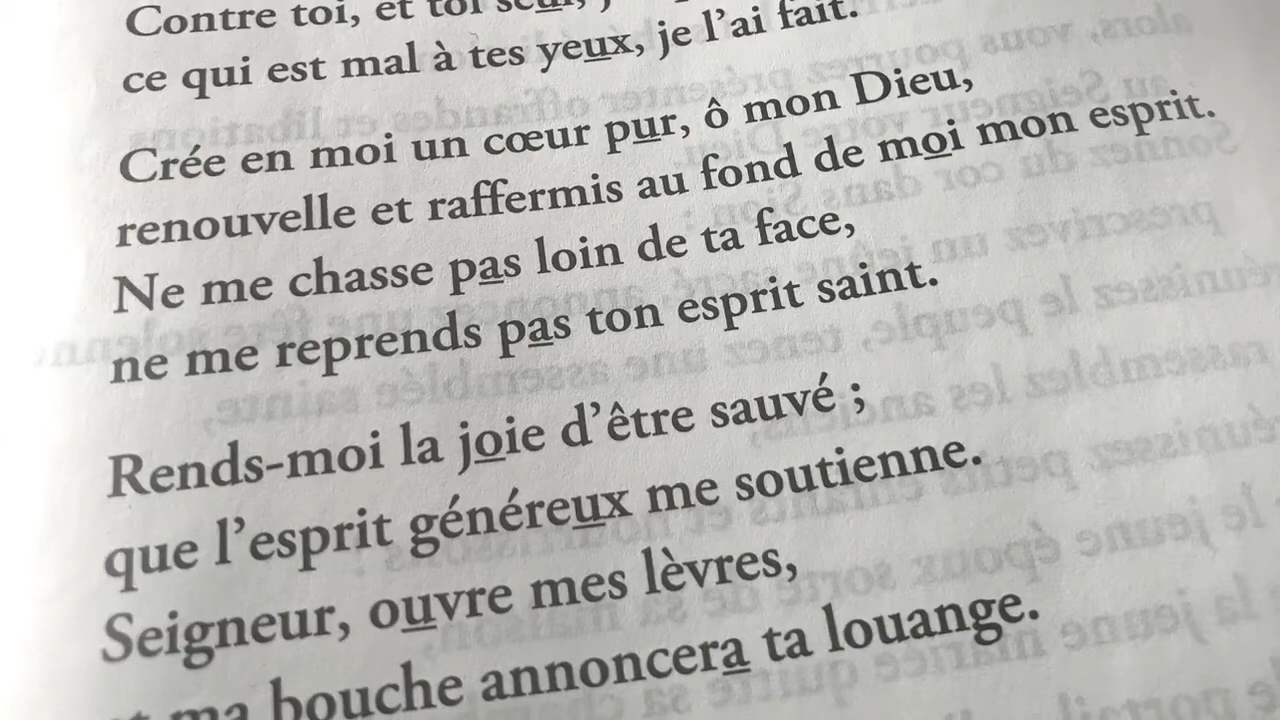 Contre toi, et toi seul,
ce qui est mal à tes yeux, je l’ai fait.
Crée en moi un cœur pur, ô mon Dieu,
renouvelle et raffermis au fond de moi mon esprit.
Ne me chasse pas loin de ta face,
ne me reprends pas ton esprit saint.
Rends-moi la joie d’être sauvé ;
que l’esprit généreux me soutienne.
Seigneur, ouvre mes lèvres,
et ma bouche annoncera ta louange.